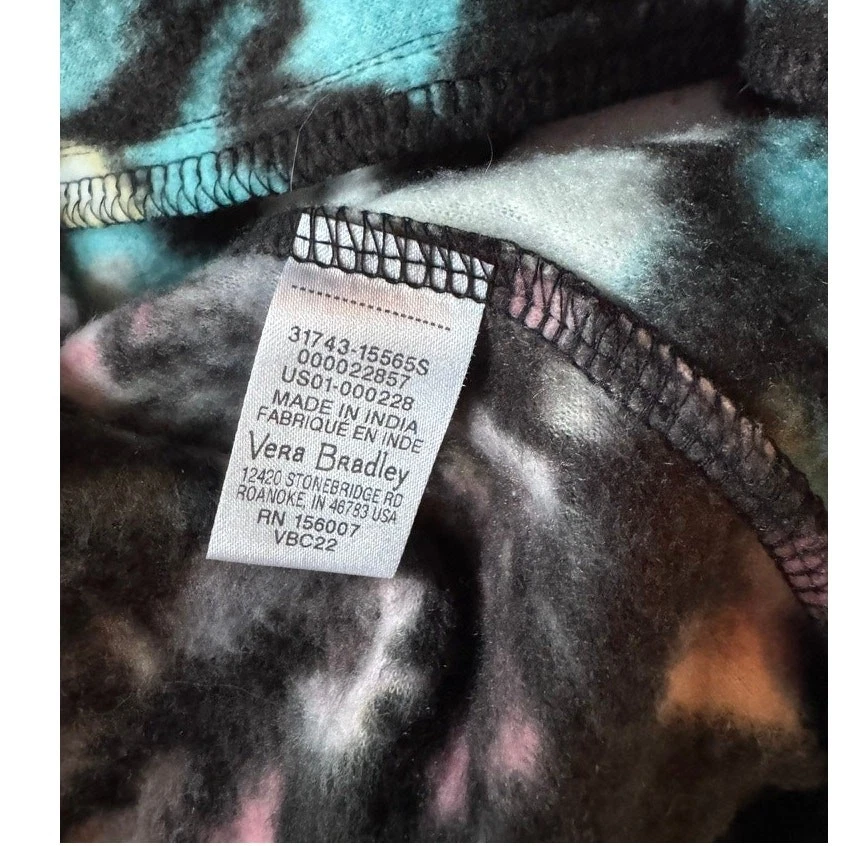 31743-15565S
000022857
US01-000228
MADE IN INDIA
FABRIQUÉ EN INDE
Vera Bradley
12420 STONEBRIDGE RD
ROANOKE, IN 46783 USA
RN 156007
VBC22